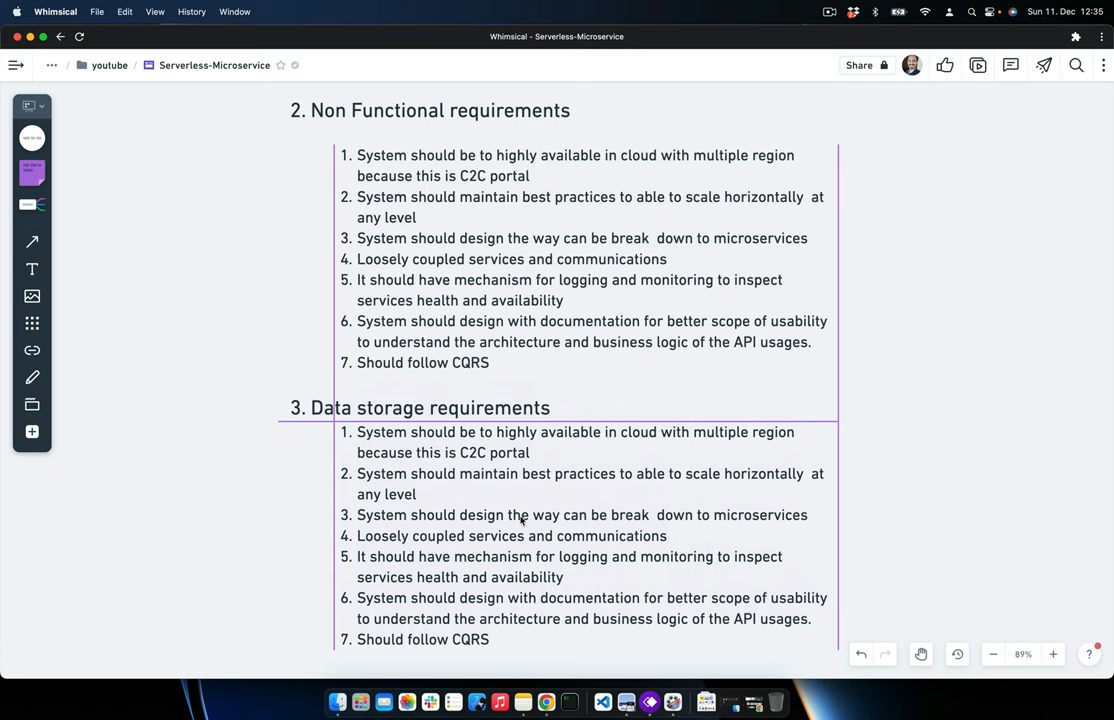 Whimsical File Edit View History Window Sun 11. Dec 12:35
Whimsical - Serverless-Microservice
... / youtube / Serverless-Microservice Share
2. Non Functional requirements
1. System should be to highly available in cloud with multiple region
because this is C2C portal
2. System should maintain best practices to able to scale horizontally at
any level
3. System should design the way can be break down to microservices
4. Loosely coupled services and communications
5. It should have mechanism for logging and monitoring to inspect
services health and availability
6. System should design with documentation for better scope of usability
to understand the architecture and business logic of the API usages.
7. Should follow CQRS
3. Data storage requirements
1. System should be to highly available in cloud with multiple region
because this is C2C portal
2. System should maintain best practices to able to scale horizontally at
any level
3. System should design the way can be break down to microservices
4. Loosely coupled services and communications
5. It should have mechanism for logging and monitoring to inspect
services health and availability
6. System should design with documentation for better scope of usability
to understand the architecture and business logic of the API usages.
7. Should follow CQRS
89%